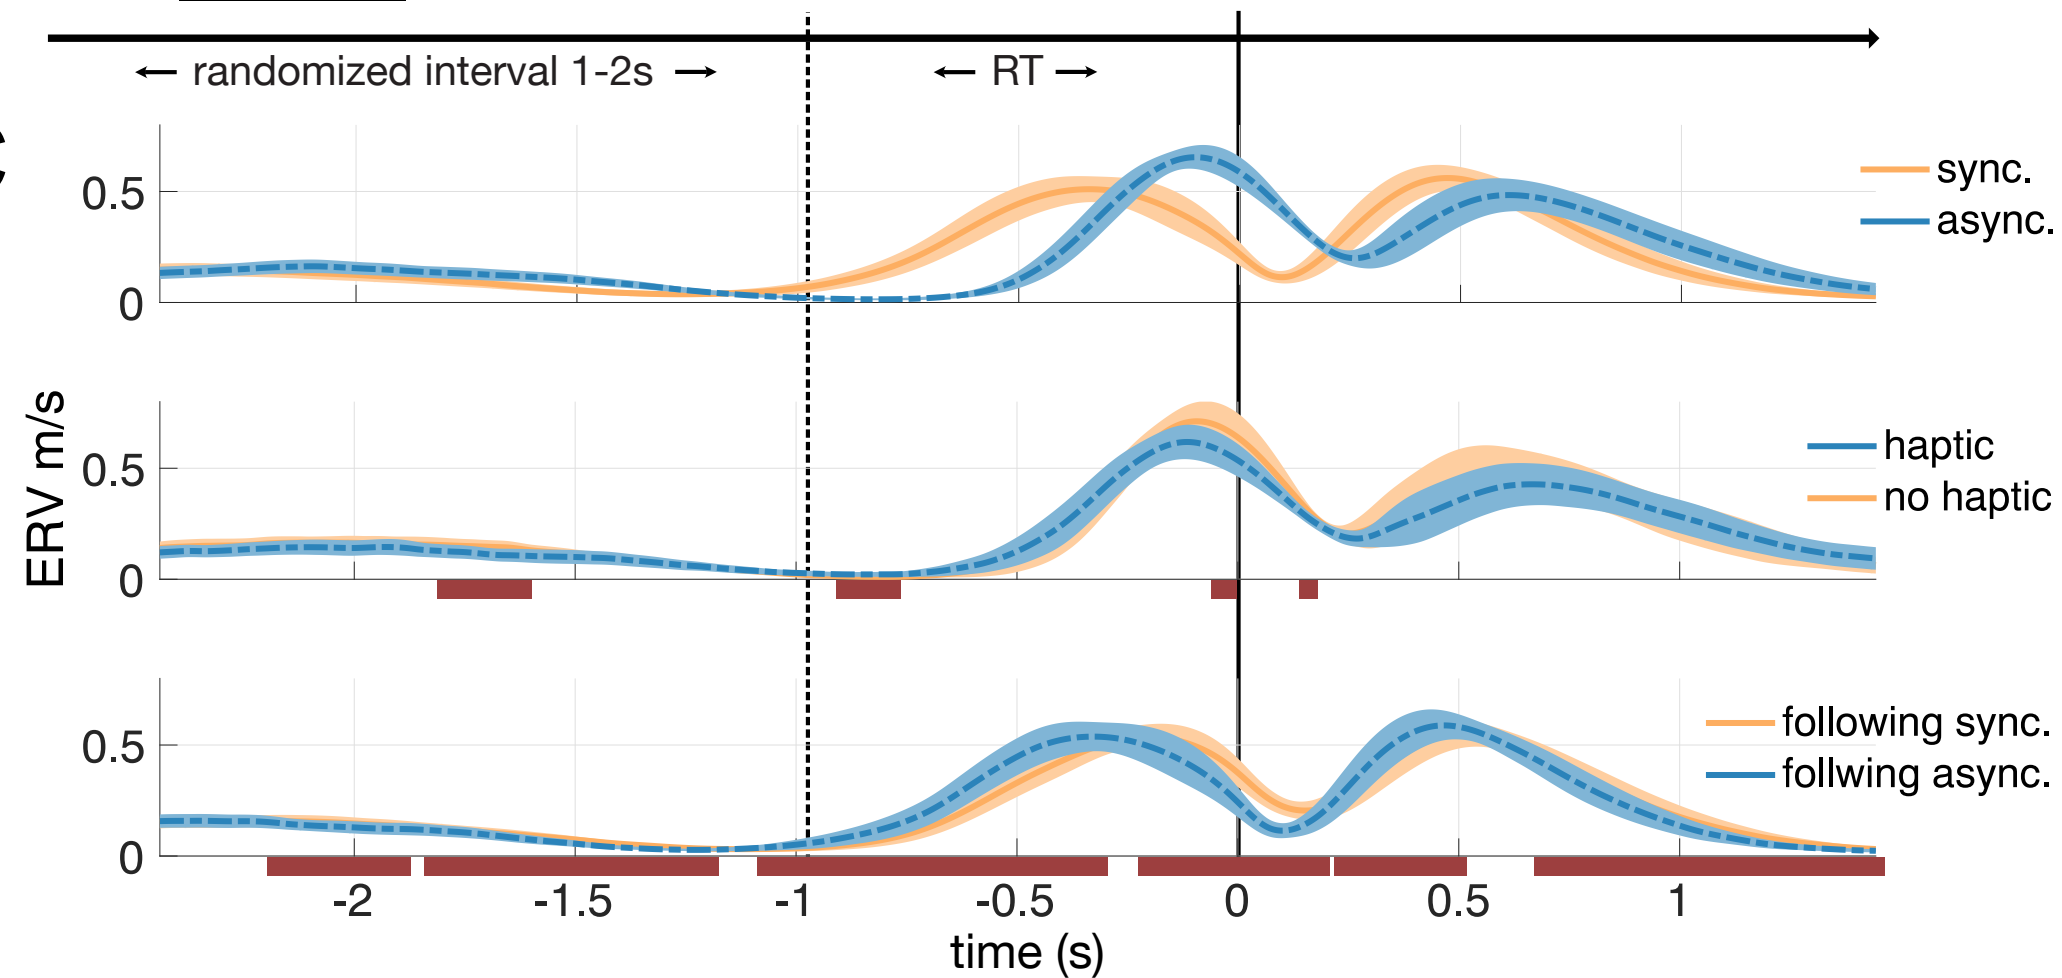 randomized interval 1-2s
RT
0.5
0
sync.
async.
ERV m/s
0.5
0
haptic
no haptic
0.5
0
following sync.
follwing async.
-2
-1.5
-1
-0.5
0
0.5
1
time (s)